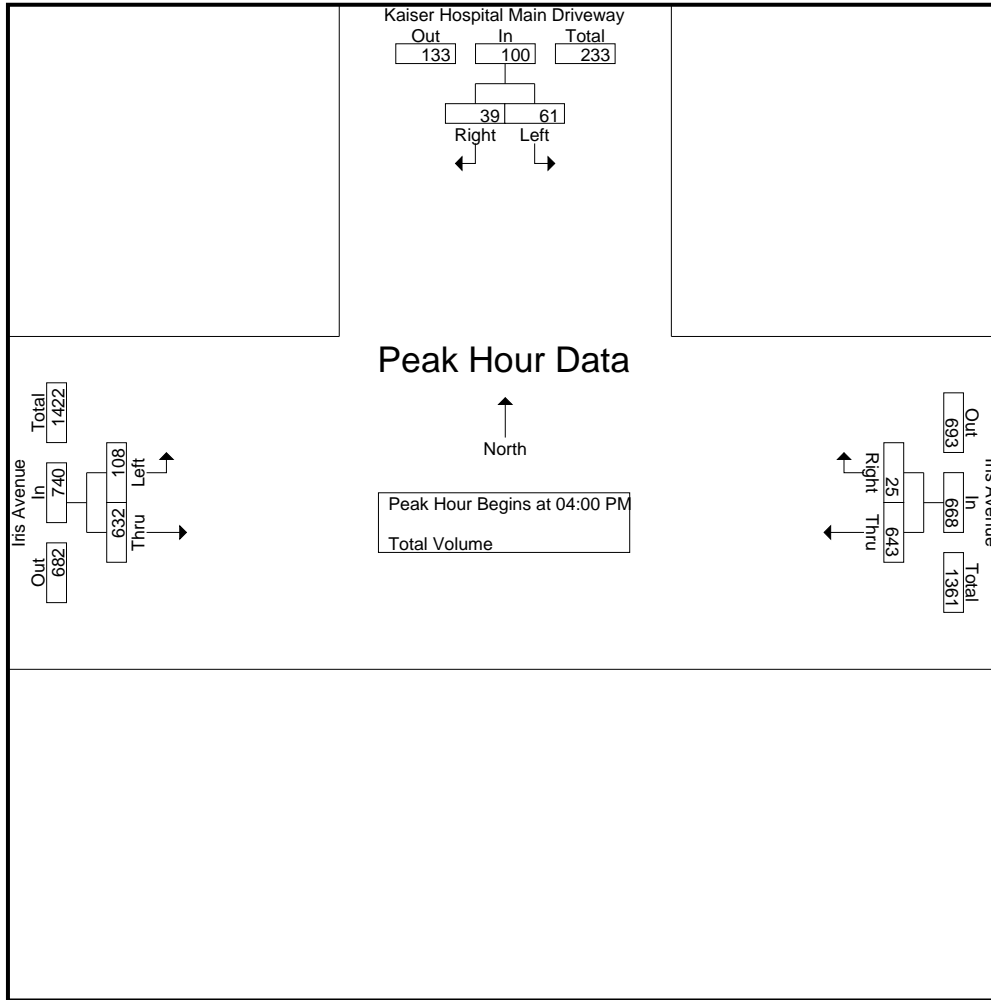 Kaiser Hospital Main Driveway
Out In Total
133 100 233
39 61
Right Left
Peak Hour Data
North
Peak Hour Begins at 04:00 PM
Total Volume
Iris Avenue
Out In Total
682 740 1422
108 632
Left Thru
Out In Total
693 668 1361
25 643
Right Thru
Iris Avenue